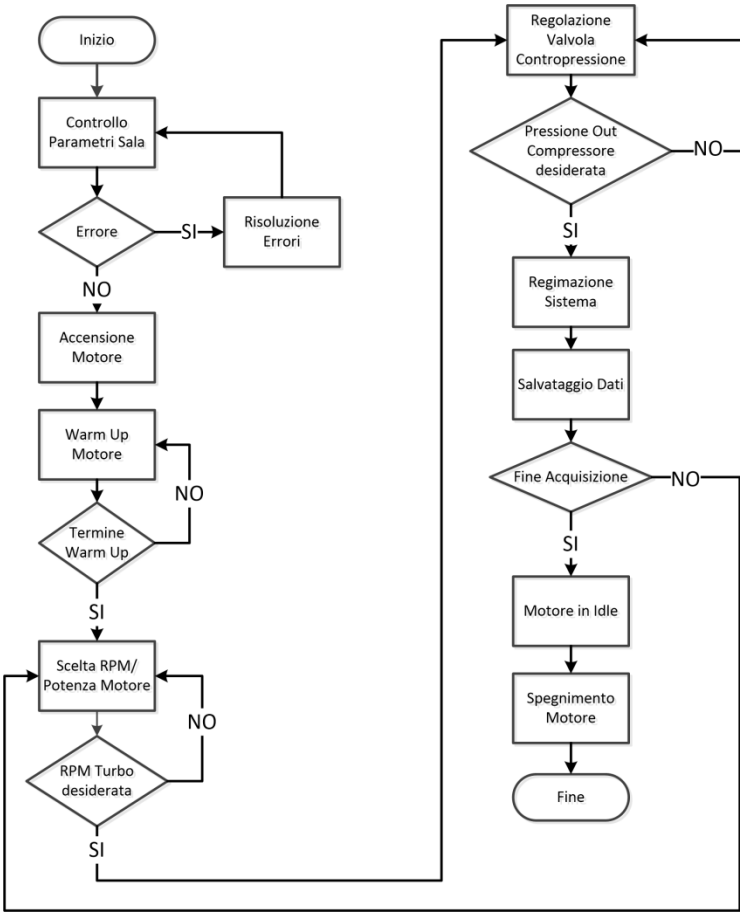 Inizio
Controllo
Parametri Sala
Errore
SI
Risoluzione
Errori
NO
Accensione
Motore
Warm Up
Motore
NO
Termine
Warm Up
SI
Scelta RPM/
Potenza Motore
NO
RPM Turbo
desiderata
SI
Regolazione
Valvola
Contropressione
Pressione Out
Compressore
desiderata
NO
SI
Regimazione
Sistema
Salvataggio Dati
Fine Acquisizione
NO
SI
Motore in Idle
Spegnimento
Motore
Fine